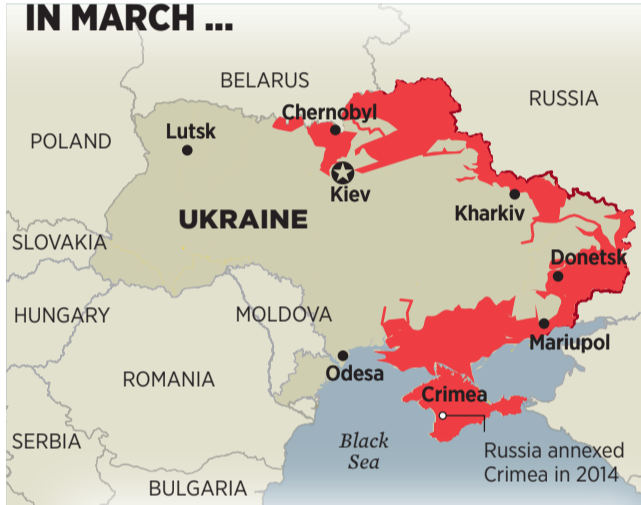 IN MARCH ...
BELARUS
RUSSIA
Chernobyl
Lutsk
POLAND
Kiev
Kharkiv
UKRAINE
SLOVAKIA
Donetsk
HUNGARY
MOLDOVA
Mariupol
Odesa
ROMANIA
Crimea
Black
Sea
SERBIA
Russia annexed
Crimea in 2014
BULGARIA